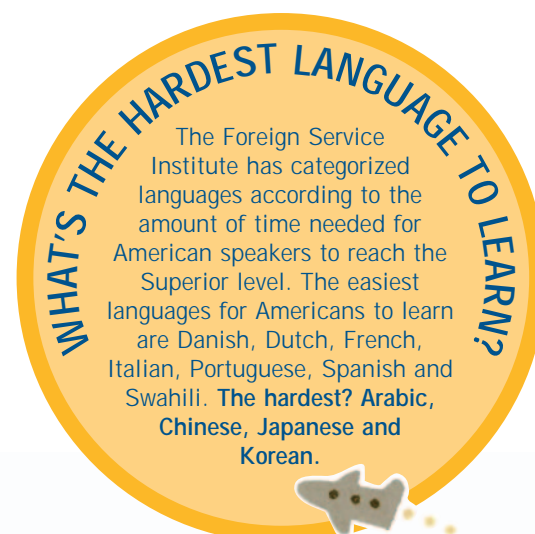 WHAT'S THE HARDEST LANGUAGE TO LEARN?
The Foreign Service
Institute has categorized
languages according to the
amount of time needed for
American speakers to reach the
Superior level. The easiest
languages for Americans to learn
are Danish, Dutch, French,
Italian, Portuguese, Spanish and
Swahili. The hardest? Arabic,
Chinese, Japanese and
Korean.